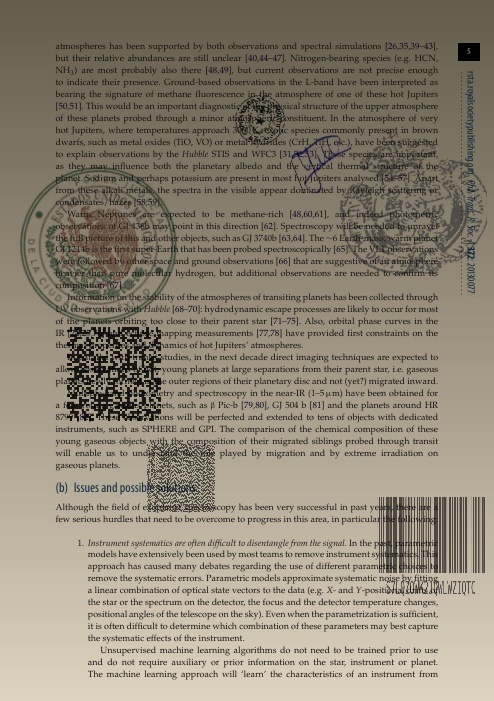 5
rsta.royalsocietypublishing.org Phil. Trans. R. Soc. A 372: 20130077
atmospheres has been supported by both observations and spectral simulations [26,35,39–43],
but their relative abundances are still unclear [40,44–47]. Nitrogen-bearing species (e.g. HCN,
NH3) are most probably also there [48,49], but current observations are not precise enough
to indicate their presence. Ground-based observations in the L-band have been interpreted as
bearing the signature of methane fluorescence in the atmosphere of one of these hot Jupiters
[50,51]. This would be an important diagnostic of the physical structure of the upper atmosphere
of these planets probed through a minor atmospheric constituent. In the atmosphere of very
hot Jupiters, where temperatures approach exotic species commonly present in brown
dwarfs, such as metal oxides (TiO, VO) or metal hydrides (CrH, TiH, etc.), have been suggested
to explain observations by the Hubble STIS and WFC3 These species are important,
as they may influence both the planetary albedo and vertical thermal structure of the
planet. Sodium and perhaps potassium are present in most hot Jupiters analysed Apart
from these alkali metals, the spectra in the visible appear dominated by Rayleigh scattering or
condensates/hazes [58,59].
Warm Neptunes are expected to be methane-rich [48,60,61], and indeed photometric
observations of GJ 436b may point in this direction [62]. Spectroscopy will be needed to unravel
the full picture of this and other objects, such as GJ 3740b [63,64]. The ~6 Earth-mass, warm planet
GJ 1214b is the first super-Earth that has been probed spectroscopically [65]. The VLT observations
were followed by other space and ground observations [66] that are suggestive of an atmosphere
heavier than pure molecular hydrogen, but additional observations are needed to confirm its
composition [67].
Information on the stability of the atmospheres of transiting planets has been collected through
UV observations with Hubble [68–70]: hydrodynamic escape processes are likely to occur for most
of the planets orbiting too close to their parent star [71–75]. Also, orbital phase curves in the
IR mapping measurements [77,78] have provided first constraints on the
dynamics of hot Jupiters' atmospheres.
studies, in the next decade direct imaging techniques are expected to
young planets at large separations from their parent star, i.e. gaseous
outer regions of their planetary disc and not (yet?) migrated inward.
and spectroscopy in the near-IR (1–5 μm) have been obtained for
planets, such as β Pic-b [79,80], GJ 504 b [81] and the planets around HR
will be perfected and extended to tens of objects with dedicated
instruments, such as SPHERE and GPI. The comparison of the chemical composition of these
young gaseous objects with the composition of their migrated siblings probed through transit
will enable us to understand the role played by migration and by extreme irradiation on
gaseous planets.
(b) Issues and possible solutions
Although the field of exoplanet spectroscopy has been very successful in past years, there are a
few serious hurdles that need to be overcome to progress in this area, in particular the following:
1. Instrument systematics are often difficult to disentangle from the signal. In the past, parametric
models have extensively been used by most teams to remove instrument systematics. This
approach has caused many debates regarding the use of different parametric choices to
remove the systematic errors. Parametric models approximate systematic noise by fitting
a linear combination of optical state vectors to the data (e.g. X- and Y-positions of
the star or the spectrum on the detector, the focus and the detector temperature changes,
positional angles of the telescope on the sky). Even when the parametrization is sufficient,
it is often difficult to determine which combination of these parameters may best capture
the systematic effects of the instrument.
Unsupervised machine learning algorithms do not need to be trained prior to use
and do not require auxiliary or prior information on the star, instrument or planet.
The machine learning approach will 'learn' the characteristics of an instrument from